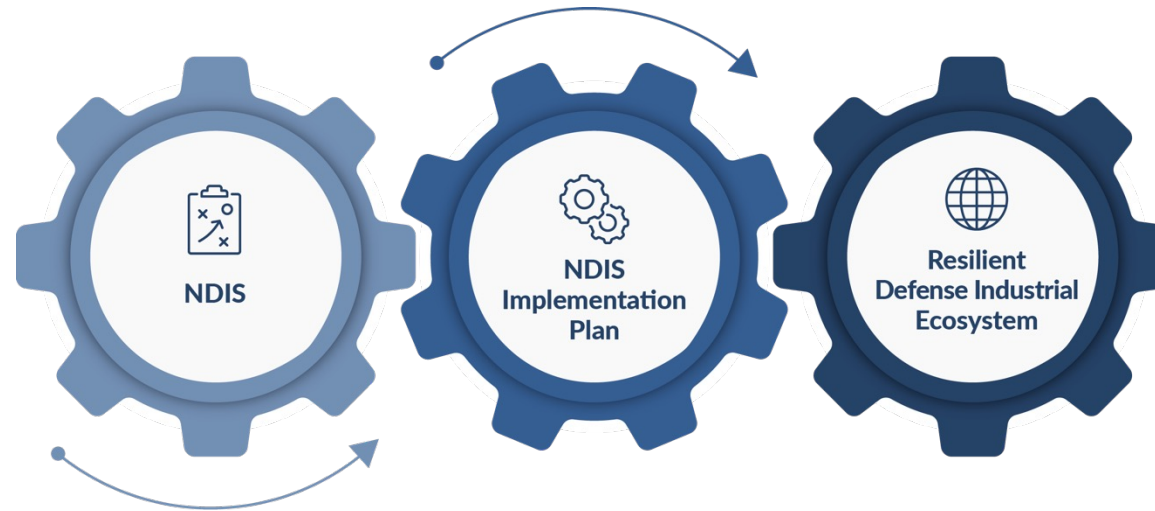 NDIS
NDIS
Implementation
Plan
Resilient
Defense Industrial
Ecosystem